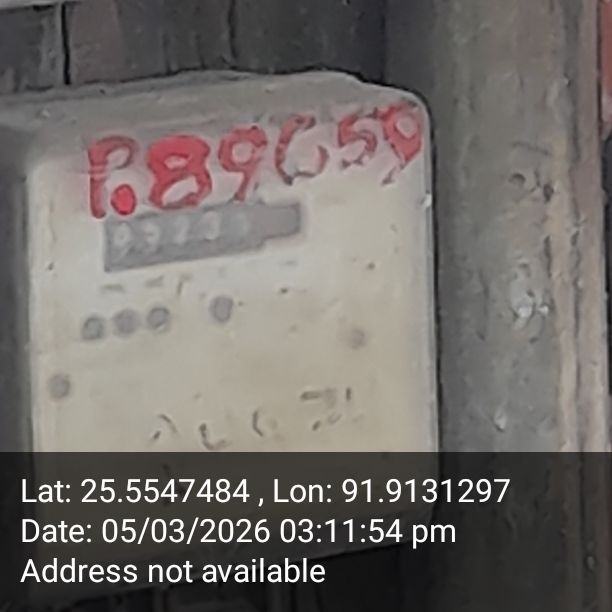 P.89659
Lat: 25.5547484 , Lon: 91.9131297
Date: 05/03/2026 03:11:54 pm
Address not available